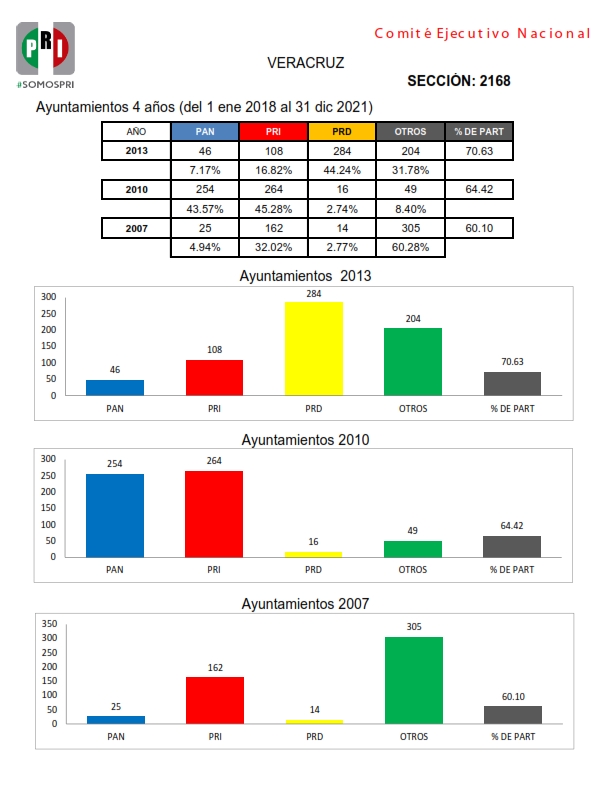 Comité Ejecutivo Nacional
PRI
#SOMOSPRI
VERACRUZ
SECCIÓN: 2168
Ayuntamientos 4 años (del 1 ene 2018 al 31 dic 2021)
AÑO PAN PRI PRD OTROS % DE PART
2013 46 108 284 204 70.63
7.17% 16.82% 44.24% 31.78%
2010 254 264 16 49 64.42
43.57% 45.28% 2.74% 8.40%
2007 25 162 14 305 60.10
4.94% 32.02% 2.77% 60.28%
Ayuntamientos 2013
300
250
200
150
100
50
0
46 108 284 204 70.63
PAN PRI PRD OTROS % DE PART
Ayuntamientos 2010
300
250
200
150
100
50
0
254 264 16 49 64.42
PAN PRI PRD OTROS % DE PART
Ayuntamientos 2007
350
300
250
200
150
100
50
0
25 162 14 305 60.10
PAN PRI PRD OTROS % DE PART